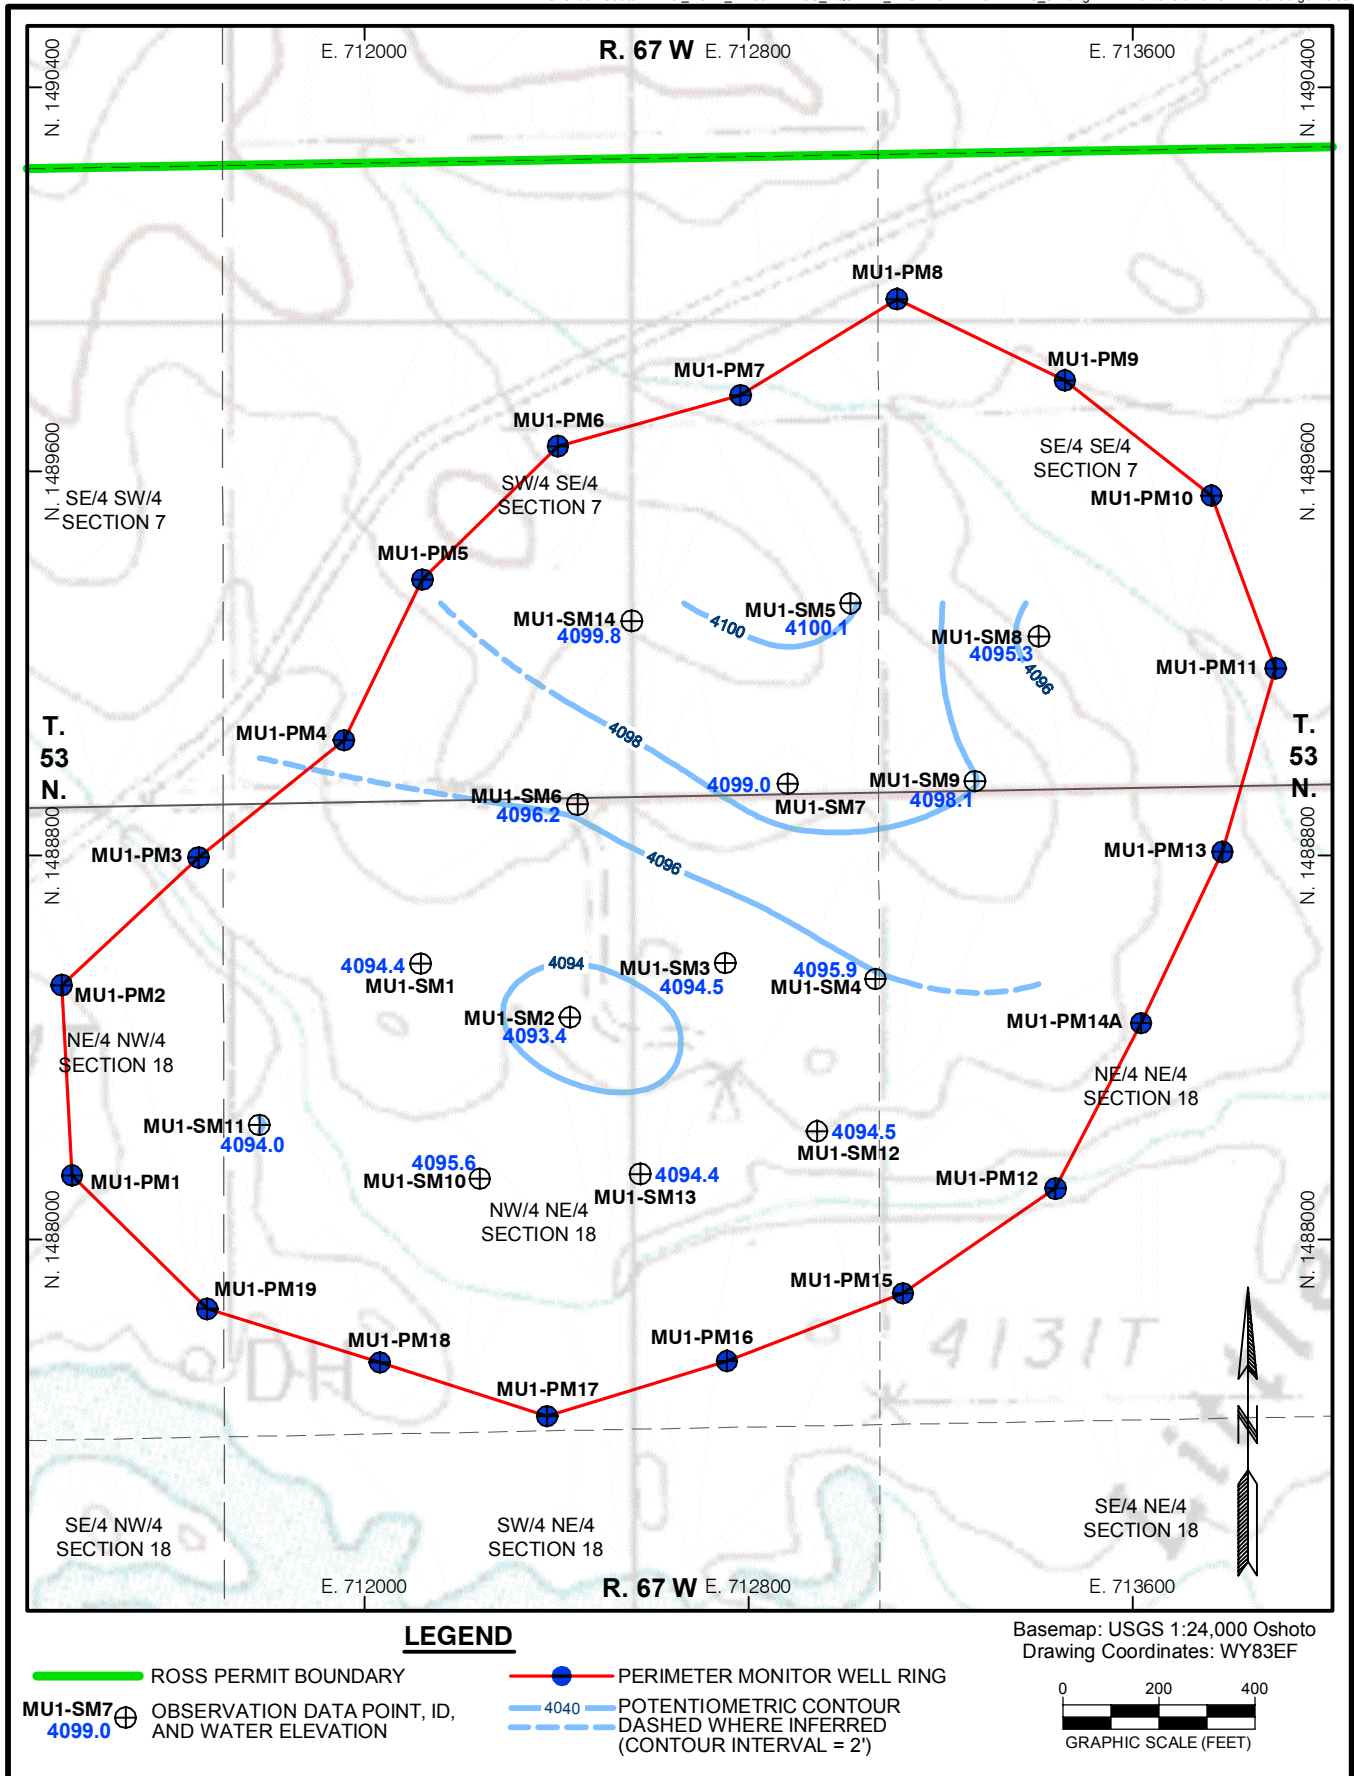 E. 712000
R. 67 W
E. 712800
E. 713600
N. 1490400
N. 1490400
MU1-PM8
MU1-PM7
MU1-PM9
MU1-PM6
SE/4 SE/4
SECTION 7
N. 1489600
N. 1489600
SE/4 SW/4
SECTION 7
SW/4 SE/4
SECTION 7
MU1-PM10
MU1-PM5
MU1-SM14
4099.8
4100
MU1-SM5
4100.1
MU1-SM8
4095.3
4096
MU1-PM11
T.
53
N.
MU1-PM4
4098
T.
53
N.
MU1-SM6
4096.2
4099.0
MU1-SM7
MU1-SM9
4098.1
MU1-PM3
4096
MU1-PM13
N. 1488800
N. 1488800
4094.4
MU1-SM1
4094
MU1-SM3
4094.5
4095.9
MU1-SM4
MU1-PM2
MU1-SM2
4093.4
MU1-PM14A
NE/4 NW/4
SECTION 18
NE/4 NE/4
SECTION 18
MU1-SM11
4094.0
4094.5
MU1-SM12
MU1-PM1
4095.6
MU1-SM10
4094.4
MU1-SM13
MU1-PM12
NW/4 NE/4
SECTION 18
N. 1488000
N. 1488000
MU1-PM19
MU1-PM15
MU1-PM18
MU1-PM16
4131T
DH
MU1-PM17
N
SE/4 NW/4
SECTION 18
SW/4 NE/4
SECTION 18
SE/4 NE/4
SECTION 18
E. 712000
R. 67 W
E. 712800
E. 713600
LEGEND
Basemap: USGS 1:24,000 Oshoto
Drawing Coordinates: WY83EF
ROSS PERMIT BOUNDARY
PERIMETER MONITOR WELL RING
MU1-SM7
4099.0
OBSERVATION DATA POINT, ID,
AND WATER ELEVATION
4040
POTENTIOMETRIC CONTOUR
DASHED WHERE INFERRED
(CONTOUR INTERVAL = 2')
0 200 400
GRAPHIC SCALE (FEET)